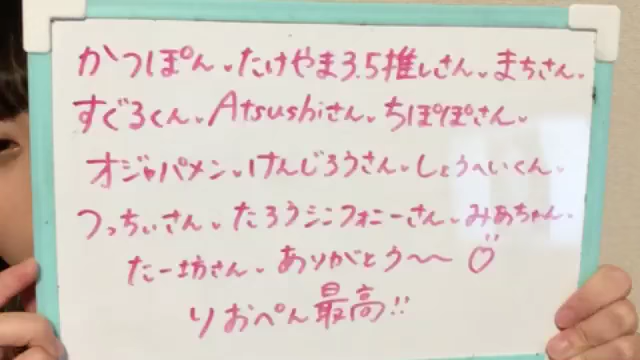 かつぽん、たけやま3.5推しさん、まちさん、
すぐるくん、Atsushiさん、ちぽぽさん、
オジャパメン、けんじろうさん、しょうへいくん、
つっちぃさん、たろうシンフォニーさん、みあちゃん、
たー坊さん、ありがとう〜〜♡
りおぺん最高!!